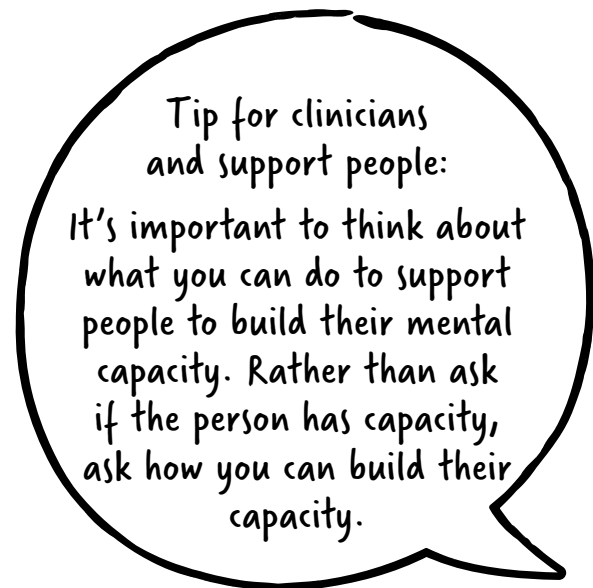 Tip for clinicians
and support people:
It's important to think about
what you can do to support
people to build their mental
capacity. Rather than ask
if the person has capacity,
ask how you can build their
capacity.